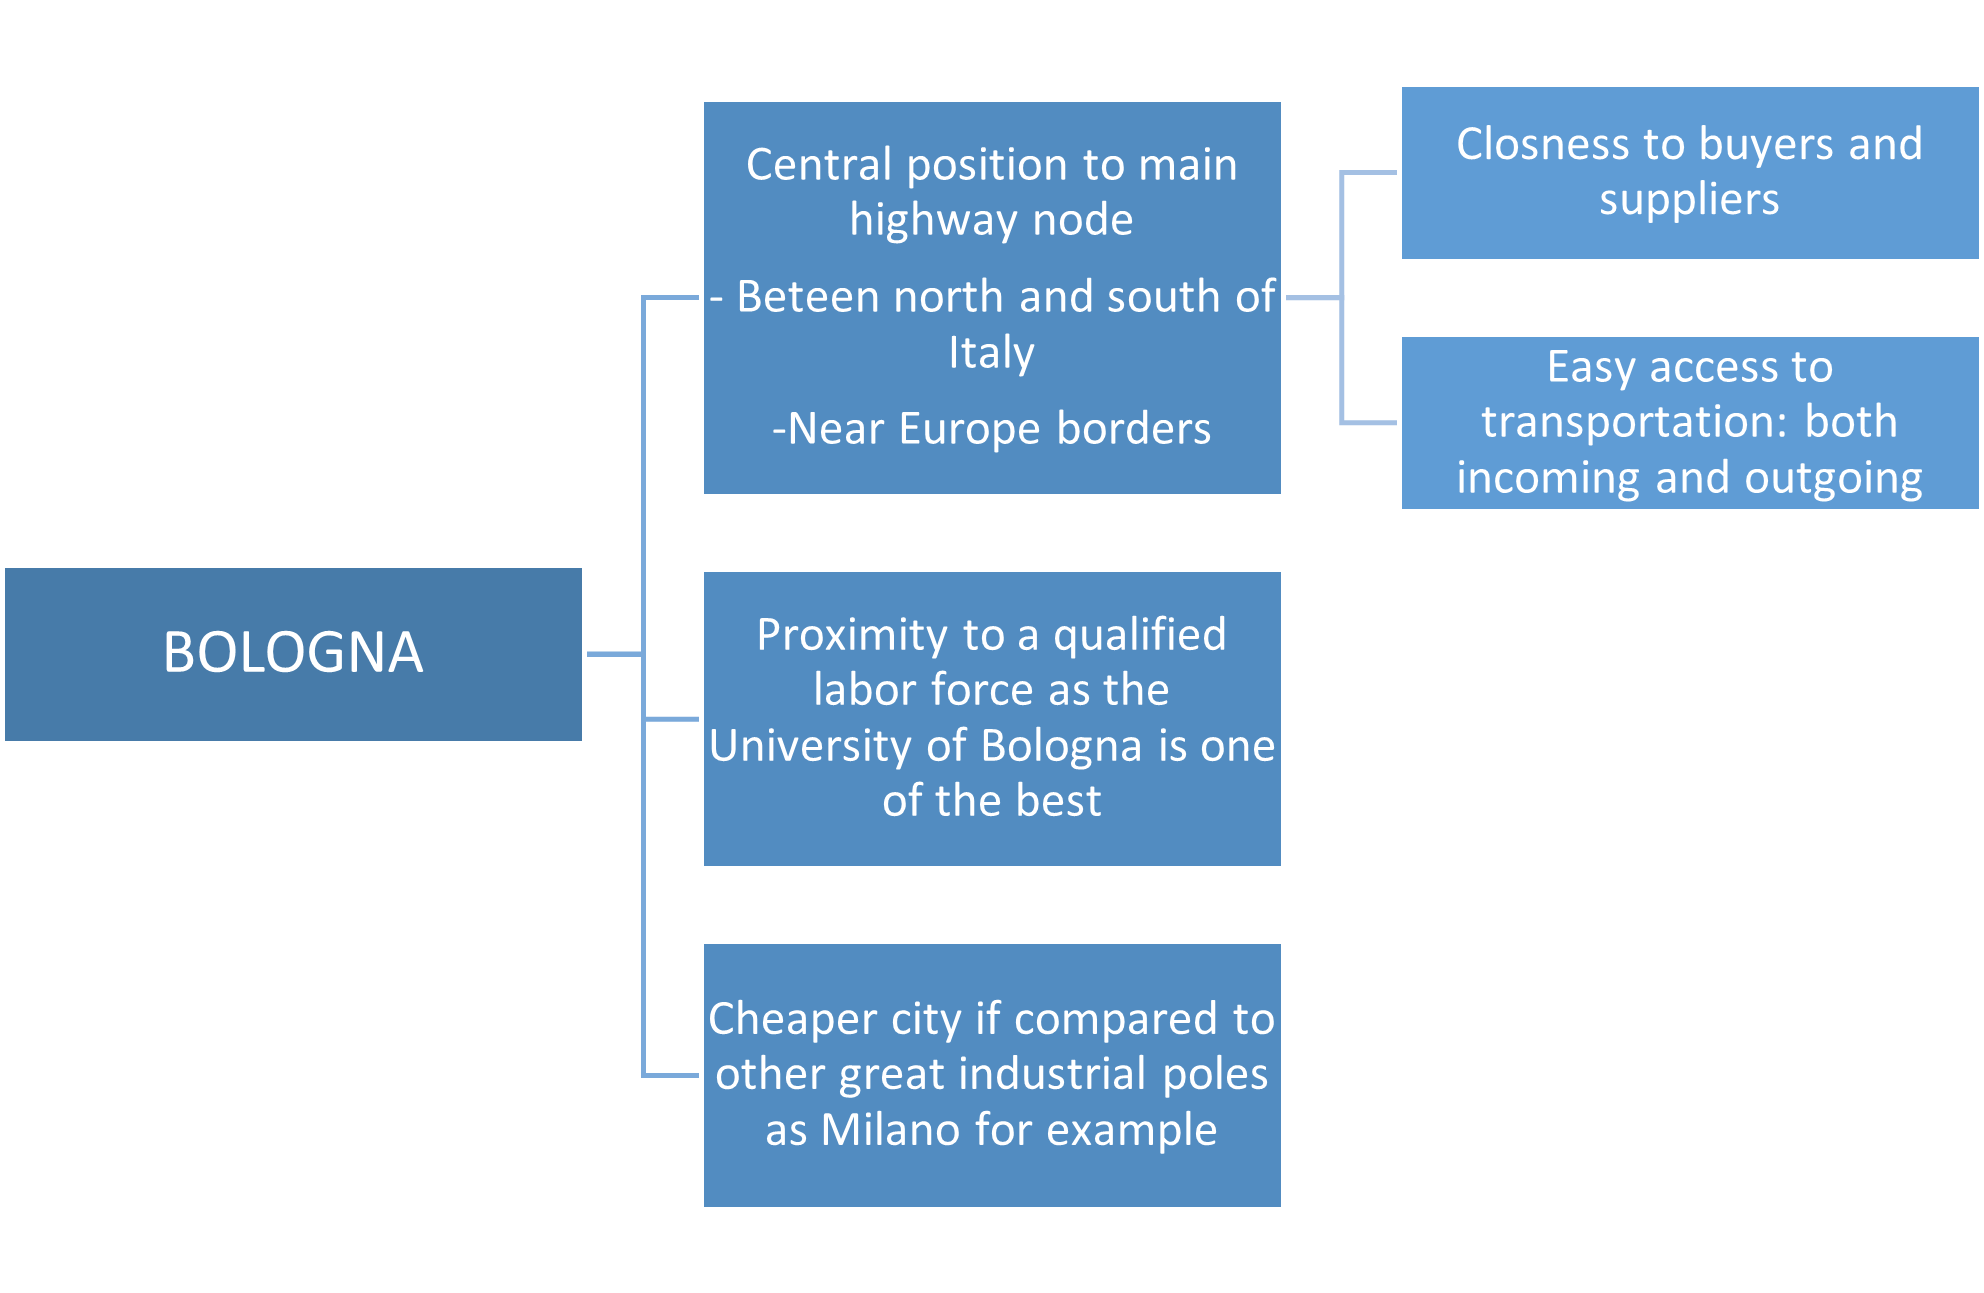 BOLOGNA
Central position to main
highway node
- Beteen north and south of
Italy
-Near Europe borders
Closness to buyers and
suppliers
Easy access to
transportation: both
incoming and outgoing
Proximity to a qualified
labor force as the
University of Bologna is one
of the best
Cheaper city if compared to
other great industrial poles
as Milano for example